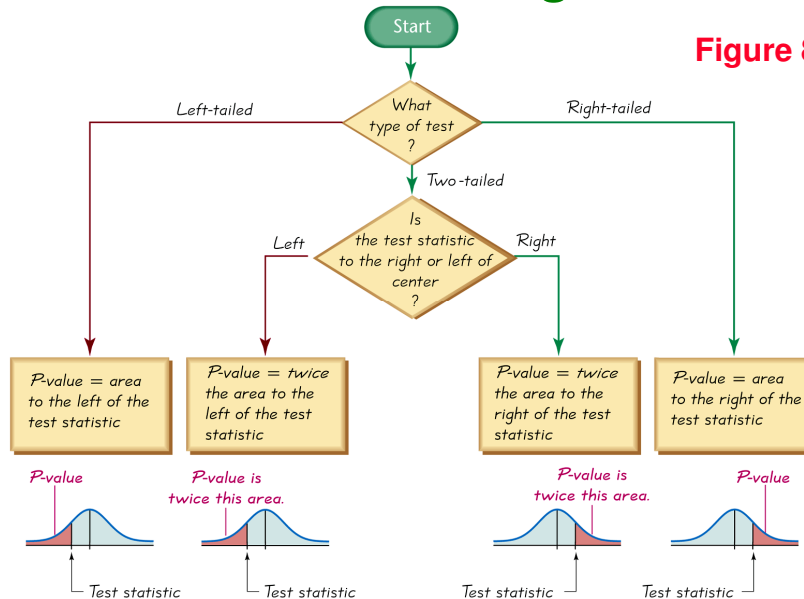 Start
Figure 8
Left-tailed
What
type of test
?
Right-tailed
Two-tailed
Left
Is
the test statistic
to the right or left of
center
?
Right
P-value = area
to the left of the
test statistic
P-value = twice
the area to the
left of the test
statistic
P-value = twice
the area to the
right of the test
statistic
P-value = area
to the right of the
test statistic
P-value
P-value is
twice this area.
P-value is
twice this area.
P-value
Test statistic
Test statistic
Test statistic
Test statistic